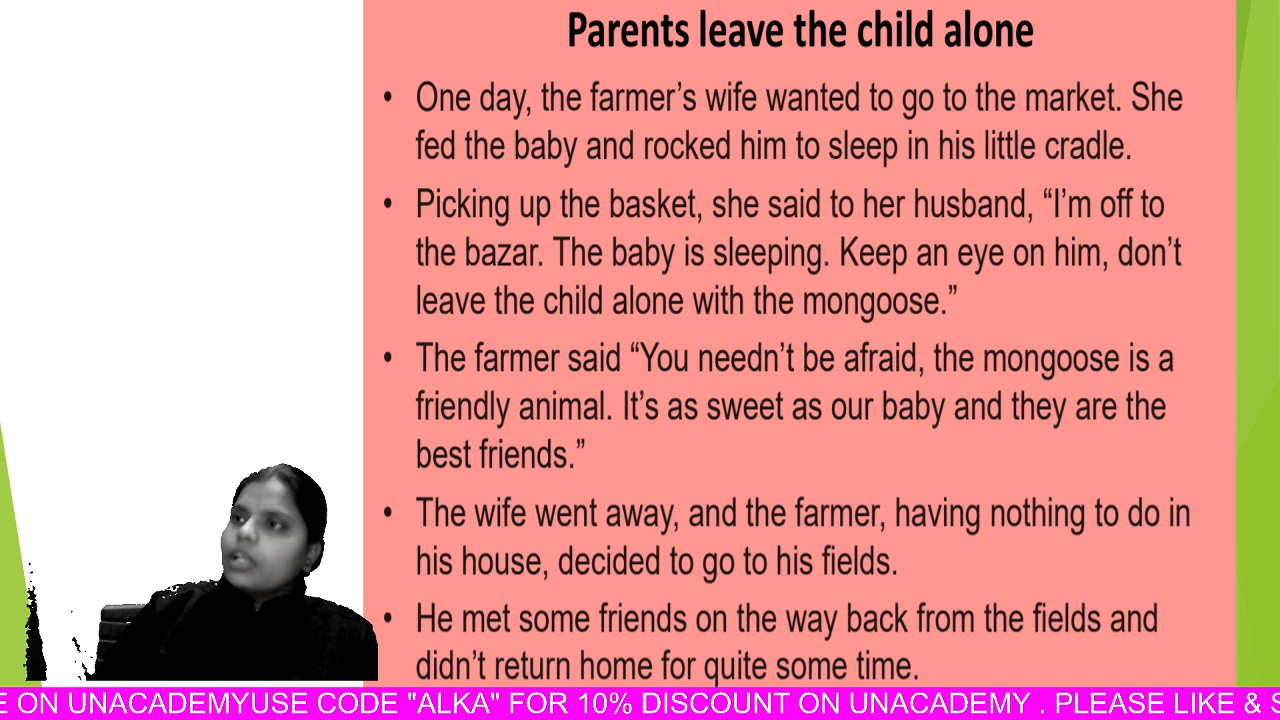 Parents leave the child alone
• One day, the farmer’s wife wanted to go to the market. She
fed the baby and rocked him to sleep in his little cradle.
• Picking up the basket, she said to her husband, “I’m off to
the bazar. The baby is sleeping. Keep an eye on him, don’t
leave the child alone with the mongoose.”
• The farmer said “You needn’t be afraid, the mongoose is a
friendly animal. It’s as sweet as our baby and they are the
best friends.”
• The wife went away, and the farmer, having nothing to do in
his house, decided to go to his fields.
• He met some friends on the way back from the fields and
didn’t return home for quite some time.
E ON UNACADEMYUSE CODE "ALKA" FOR 10% DISCOUNT ON UNACADEMY . PLEASE LIKE & S